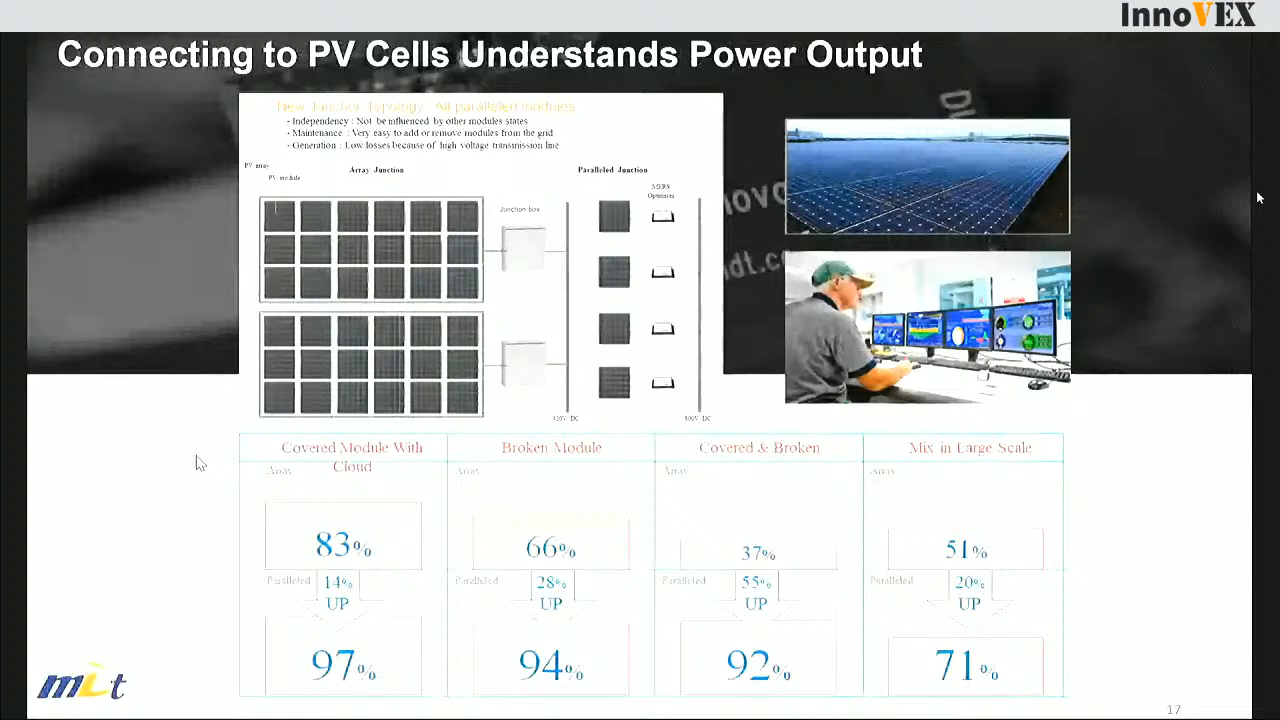 InnoVEX
Connecting to PV Cells Understands Power Output
New Junction Topology All paralleled modules
- Independency : Not be influenced by other modules states
- Maintenance : Very easy to add or remove modules from the grid
- Generation : Low losses because of high voltage transmission line
PV array
PV module
Array Junction
Paralleled Junction
Junction box
Optimizer
Covered Module With
Cloud
Broken Module
Covered & Broken
Mix in Large Scale
Array
Array
Array
Array
83%
66%
37%
51%
Paralleled
14%
UP
Paralleled
28%
UP
Paralleled
55%
UP
Paralleled
20%
UP
97%
94%
92%
71%
17